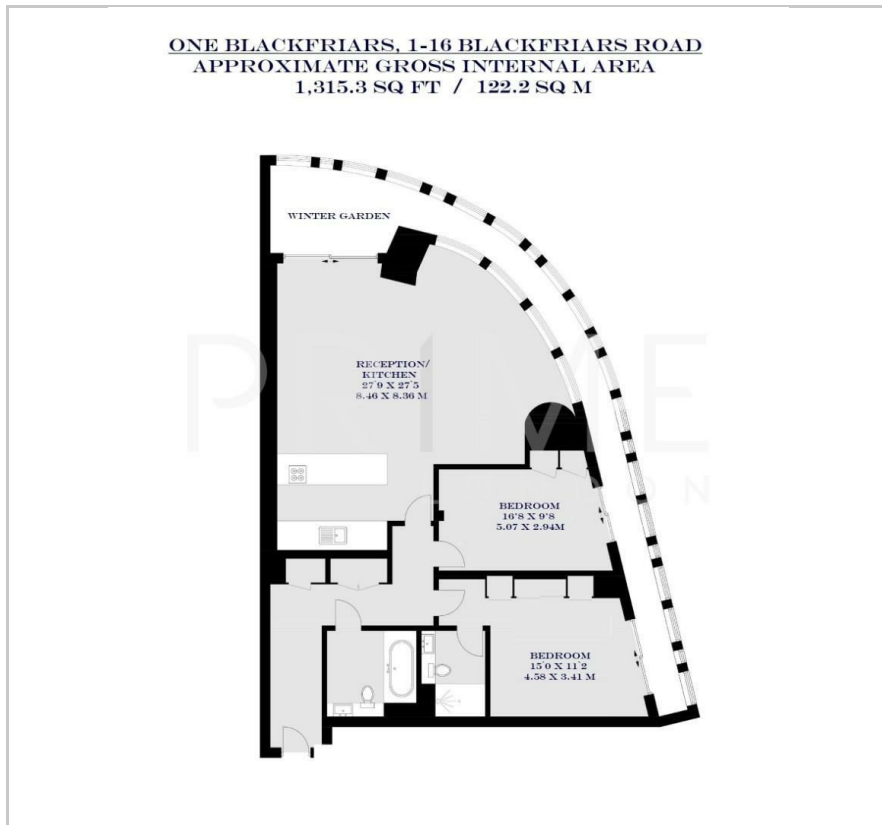 ONE BLACKFRIARS, 1-16 BLACKFRIARS ROAD
APPROXIMATE GROSS INTERNAL AREA
1,315.3 SQ FT / 122.2 SQ M
WINTER GARDEN
RECEPTION/
KITCHEN
27'9 X 27'5
8.46 X 8.36 M
PRIME
LONDON
BEDROOM
16'8 X 9'8
5.07 X 2.94M
BEDROOM
15'0 X 11'2
4.58 X 3.41 M